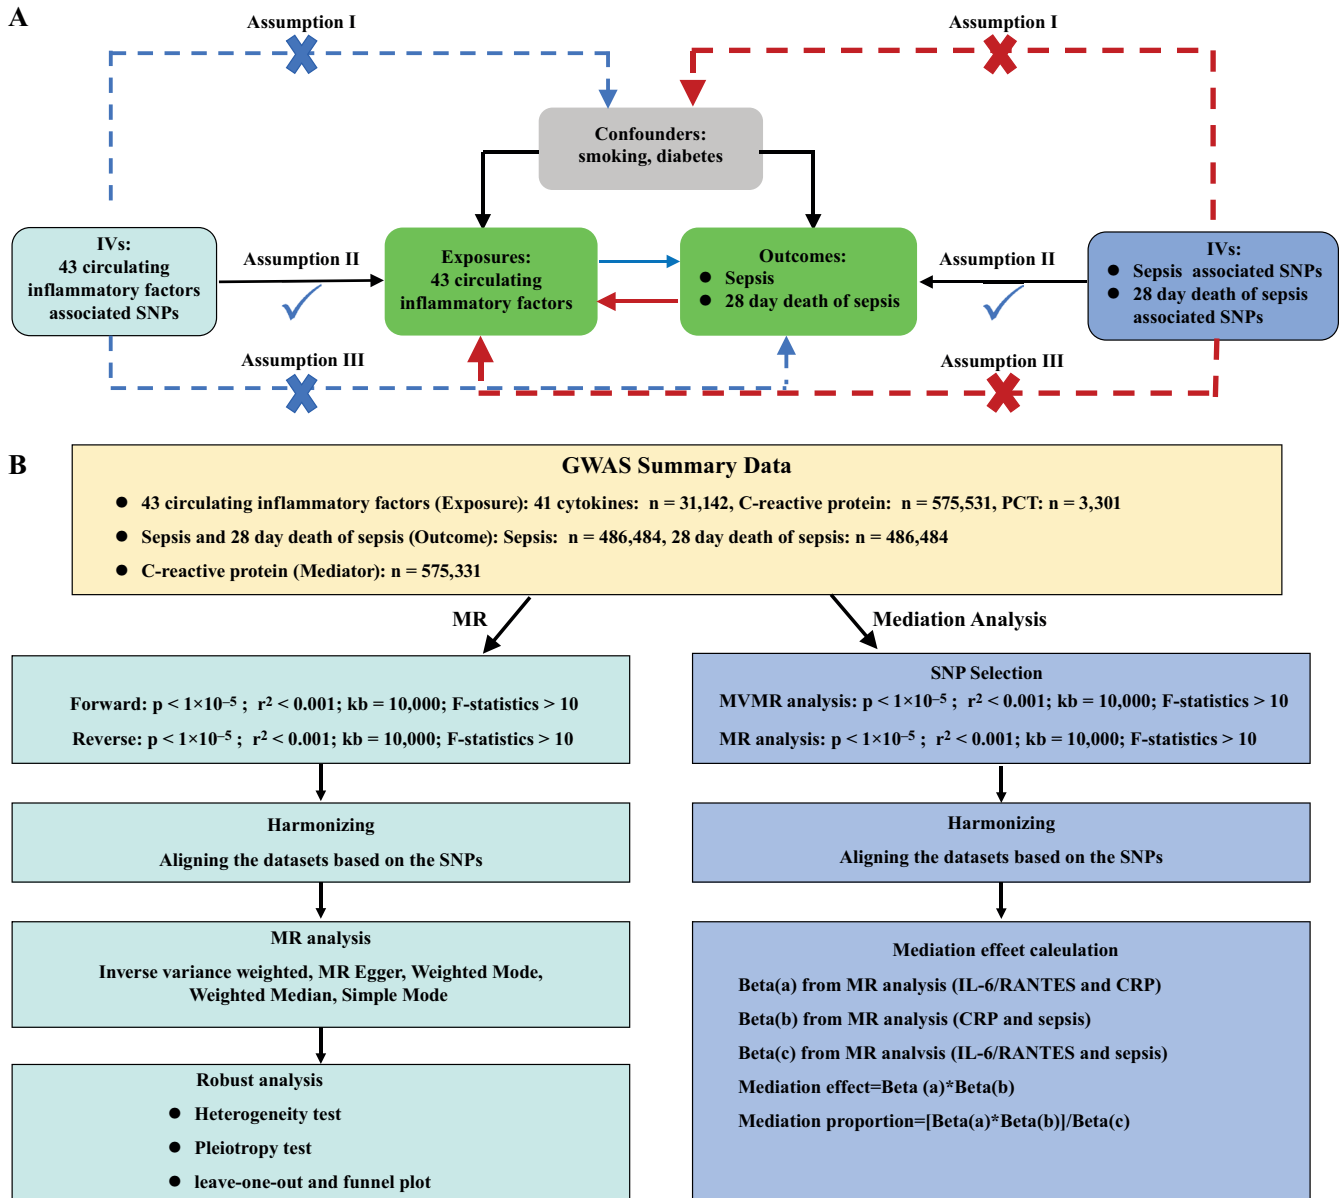 A
Assumption I
Assumption I
Confounders:
smoking, diabetes
IVs:
43 circulating
inflammatory factors
associated SNPs
Assumption II
Exposures:
43 circulating
inflammatory factors
Outcomes:
● Sepsis
● 28 day death of sepsis
Assumption II
IVs:
● Sepsis associated SNPs
● 28 day death of sepsis
associated SNPs
Assumption III
Assumption III
B
GWAS Summary Data
● 43 circulating inflammatory factors (Exposure): 41 cytokines: n = 31,142, C-reactive protein: n = 575,531, PCT: n = 3,301
● Sepsis and 28 day death of sepsis (Outcome): Sepsis: n = 486,484, 28 day death of sepsis: n = 486,484
● C-reactive protein (Mediator): n = 575,331
MR
Mediation Analysis
Forward: p < 1×10⁻⁵ ; r² < 0.001; kb = 10,000; F-statistics > 10
Reverse: p < 1×10⁻⁵ ; r² < 0.001; kb = 10,000; F-statistics > 10
Harmonizing
Aligning the datasets based on the SNPs
MR analysis
Inverse variance weighted, MR Egger, Weighted Mode,
Weighted Median, Simple Mode
Robust analysis
● Heterogeneity test
● Pleiotropy test
● leave-one-out and funnel plot
SNP Selection
MVMR analysis: p < 1×10⁻⁵ ; r² < 0.001; kb = 10,000; F-statistics > 10
MR analysis: p < 1×10⁻⁵ ; r² < 0.001; kb = 10,000; F-statistics > 10
Harmonizing
Aligning the datasets based on the SNPs
Mediation effeet caleulation
Beta(a) from MR analysis (IL-6/RANTES and CRP)
Beta(b) from MR analysis (CRP and sepsis)
Beta(c) from MR analvsis (IL-6/RANTES and sepsis)
Mediation effect=Beta (a)*Beta(b)
Mediation proportion=[Beta(a)*Beta(b)]/Beta(c)